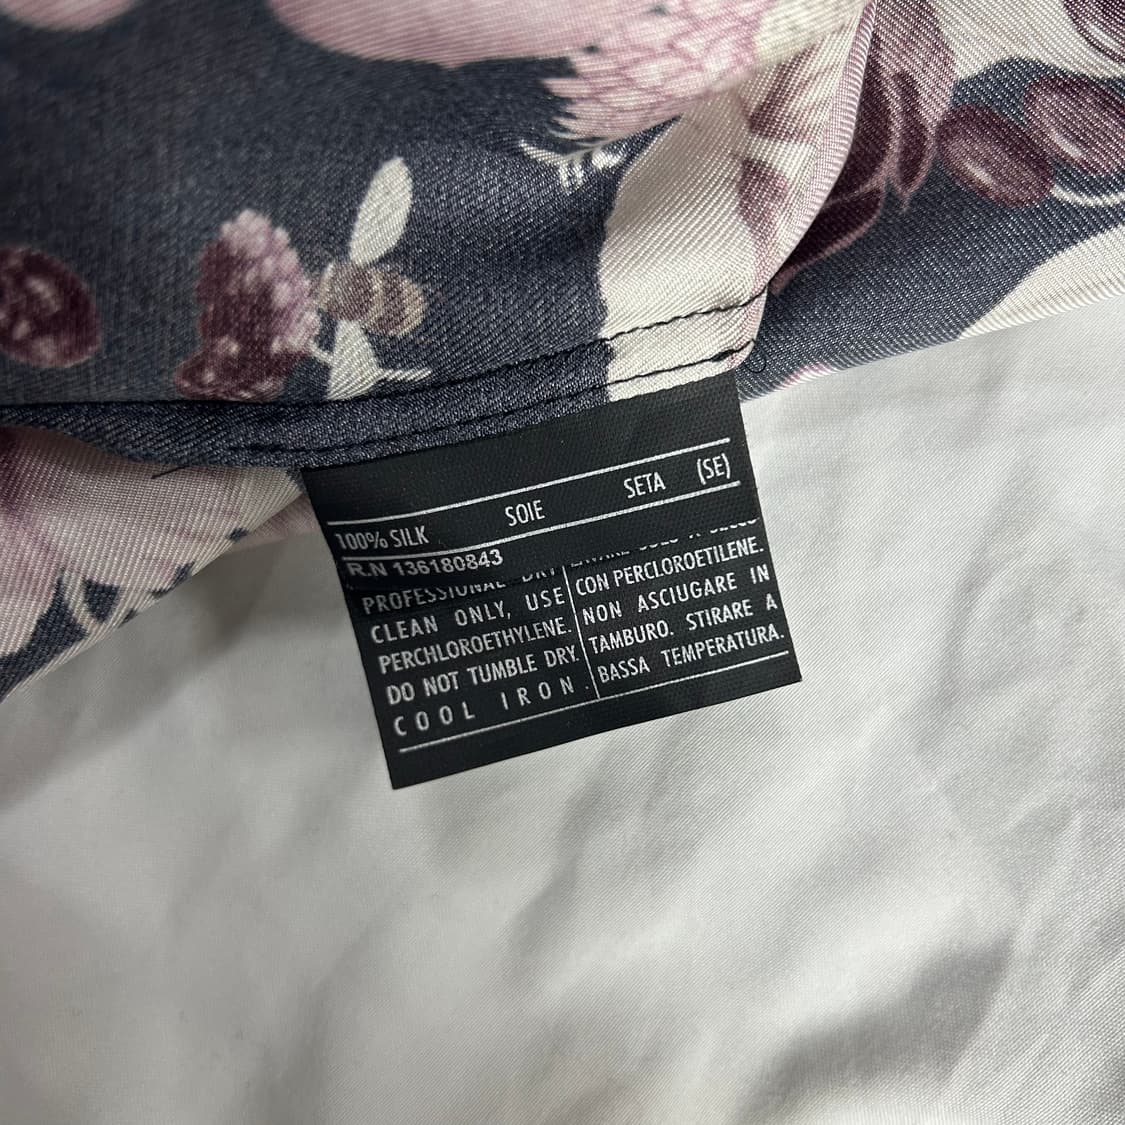 100% SILK SOIE SETA (SE)
R.N 136180843
PROFESSIONAL DRY
CLEAN ONLY, USE
PERCHLOROETHYLENE.
DO NOT TUMBLE DRY.
COOL IRON.
CON PERCLOROETILENE.
NON ASCIUGARE IN
TAMBURO. STIRARE A
BASSA TEMPERATURA.